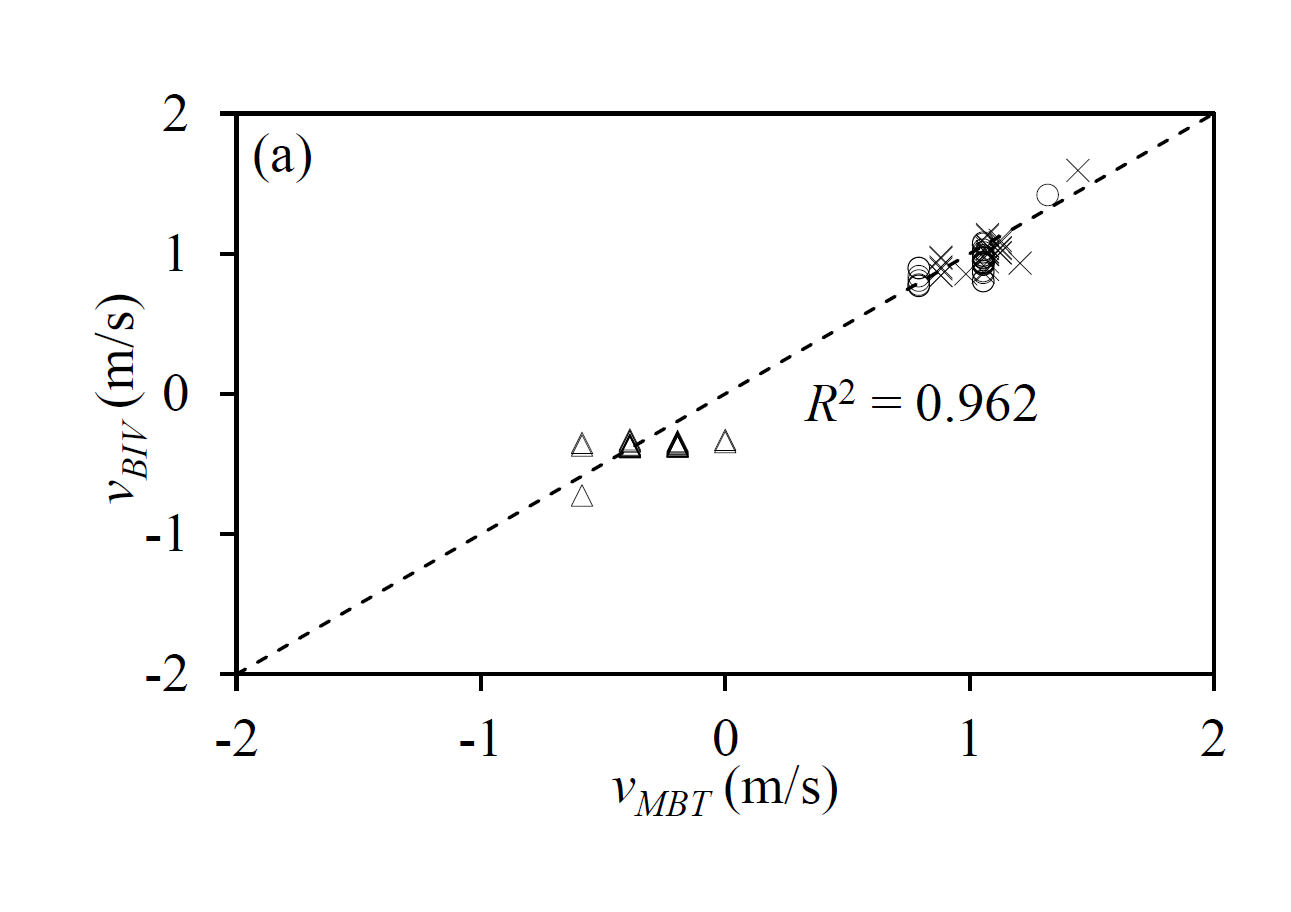 2
(a)
1
v_BIV (m/s)
0
R² = 0.962
-1
-2
-2 -1 0 1 2
v_MBT (m/s)